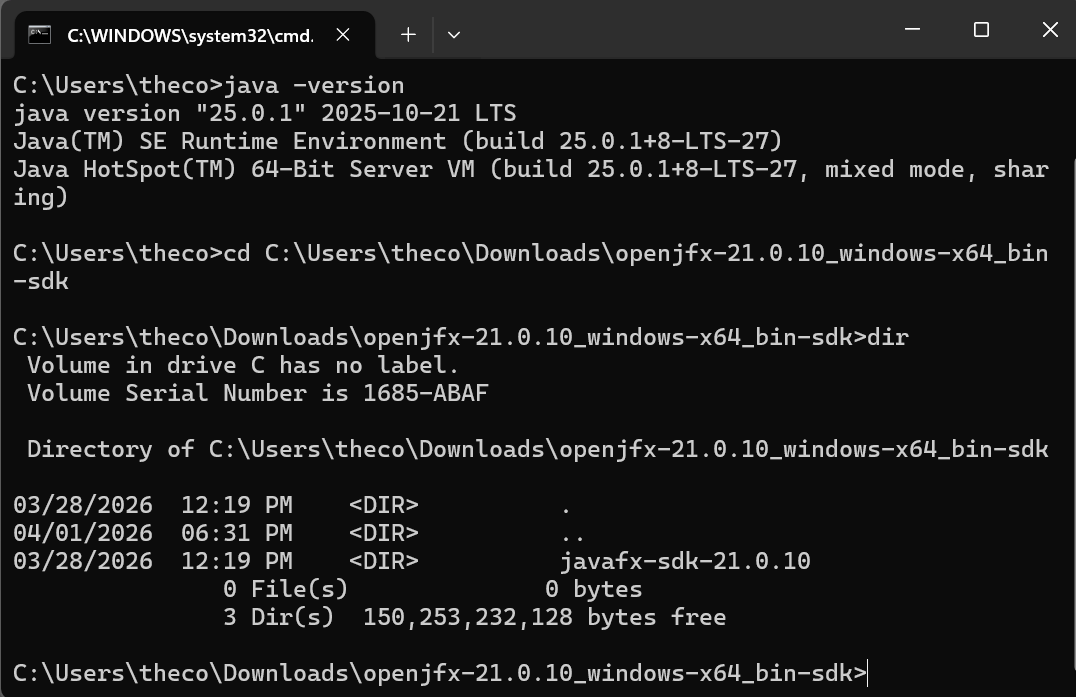 C:\WINDOWS\system32\cmd.
C:\Users\theco>java -version
java version "25.0.1" 2025-10-21 LTS
Java(TM) SE Runtime Environment (build 25.0.1+8-LTS-27)
Java HotSpot(TM) 64-Bit Server VM (build 25.0.1+8-LTS-27, mixed mode, shar
ing)
C:\Users\theco>cd C:\Users\theco\Downloads\openjfx-21.0.10_windows-x64_bin
-sdk
C:\Users\theco\Downloads\openjfx-21.0.10_windows-x64_bin-sdk>dir
 Volume in drive C has no label.
 Volume Serial Number is 1685-ABAF
 Directory of C:\Users\theco\Downloads\openjfx-21.0.10_windows-x64_bin-sdk
03/28/2026  12:19 PM    <DIR>          .
04/01/2026  06:31 PM    <DIR>          ..
03/28/2026  12:19 PM    <DIR>          javafx-sdk-21.0.10
               0 File(s)              0 bytes
               3 Dir(s)  150,253,232,128 bytes free
C:\Users\theco\Downloads\openjfx-21.0.10_windows-x64_bin-sdk>